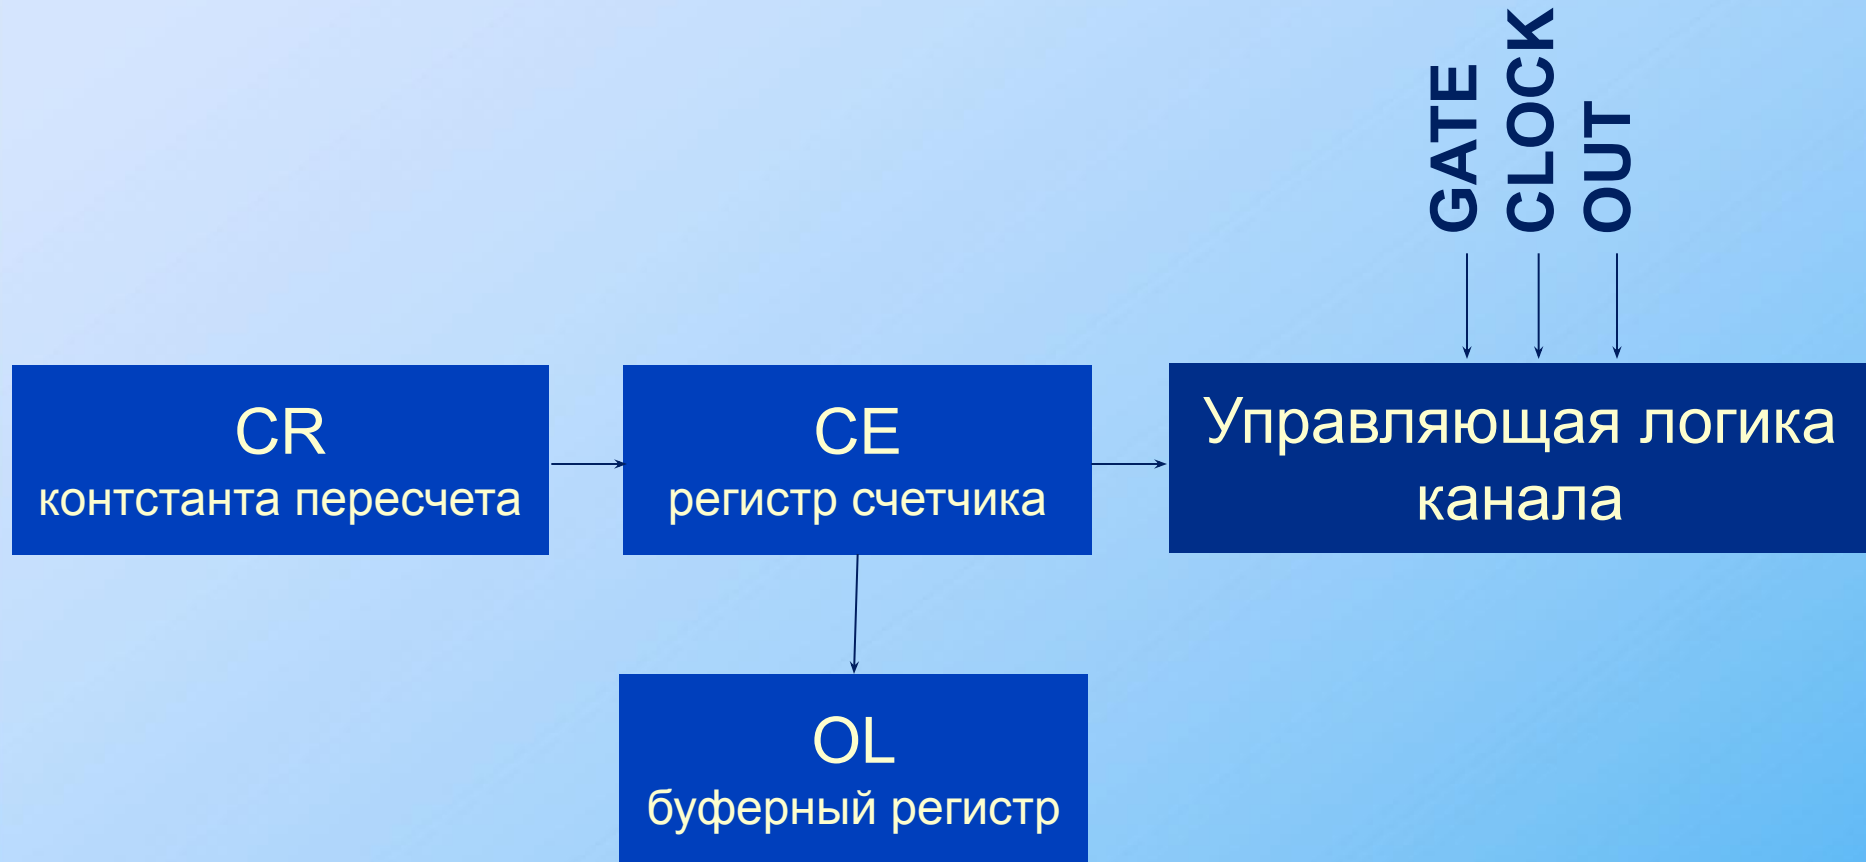 GATE
CLOCK
OUT
CR
контстанта пересчета
CE
регистр счетчика
Управляющая логика
канала
OL
буферный регистр